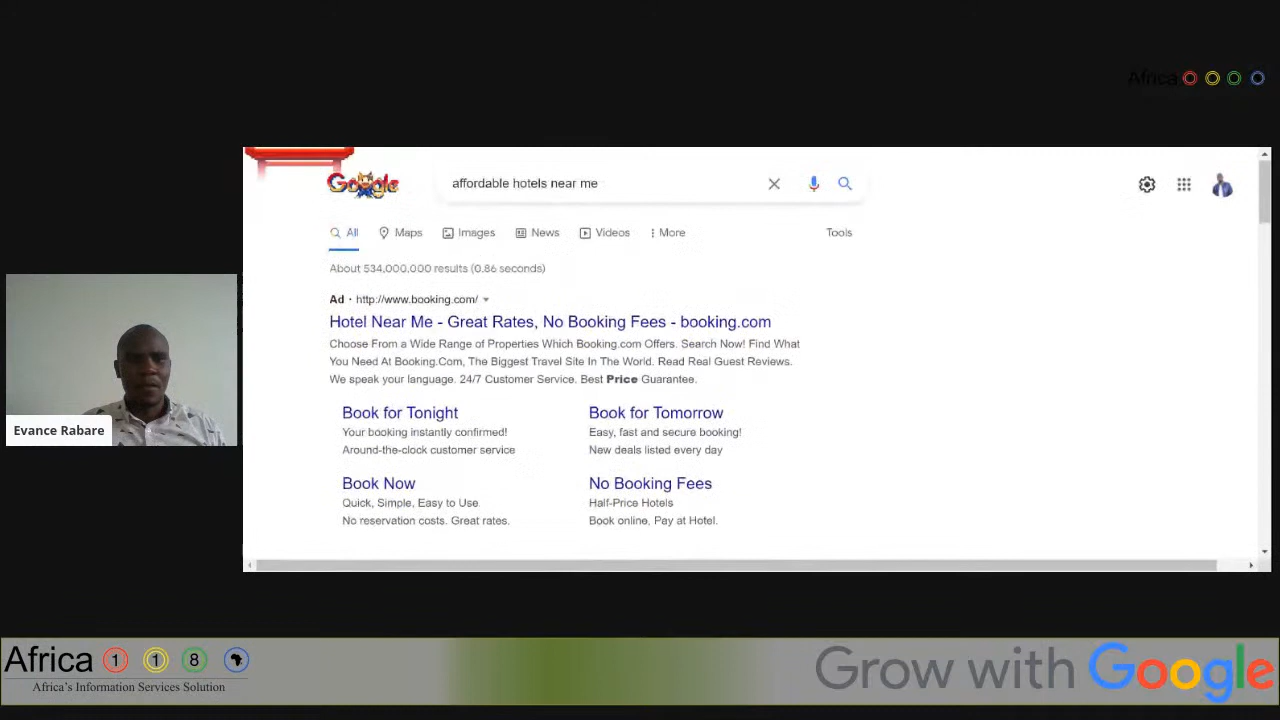 Africa
Google
affordable hotels near me
All
Maps
Images
News
Videos
More
Tools
About 534,000,000 results (0.86 seconds)
Ad · http://www.booking.com/
Hotel Near Me - Great Rates, No Booking Fees - booking.com
Choose From a Wide Range of Properties Which Booking.com Offers. Search Now! Find What
You Need At Booking.Com, The Biggest Travel Site In The World. Read Real Guest Reviews.
We speak your language. 24/7 Customer Service. Best Price Guarantee.
Book for Tonight
Your booking instantly confirmed!
Around-the-clock customer service
Book for Tomorrow
Easy, fast and secure booking!
New deals listed every day
Book Now
Quick, Simple, Easy to Use
No reservation costs. Great rates.
No Booking Fees
Half-Price Hotels
Book online, Pay at Hotel.
Evance Rabare
Africa 1 1 8
Africa's Information Services Solution
Grow with Google